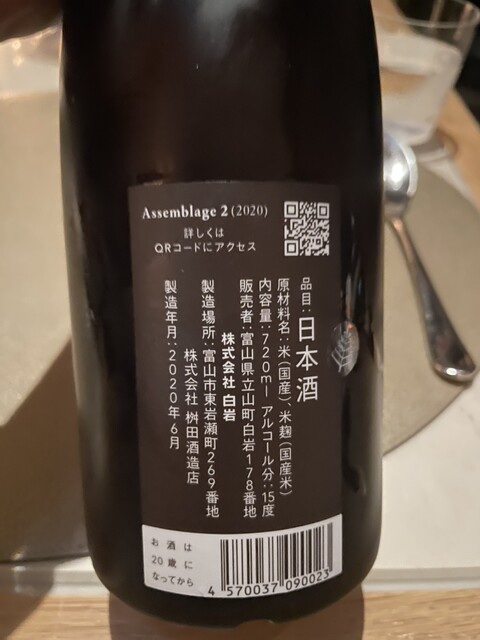 Assemblage 2 (2020)
詳しくは
QRコードにアクセス
品目：日本酒
原材料名：米（国産）、米麹（国産米）
内容量：720ml アルコール分：15度
販売者：富山県立山町白岩178番地
株式会社 白岩
製造場所：富山市東岩瀬町269番地
株式会社 桝田酒造店
製造年月：2020年6月
お酒は
20歳に
なってから
4 570037 090023